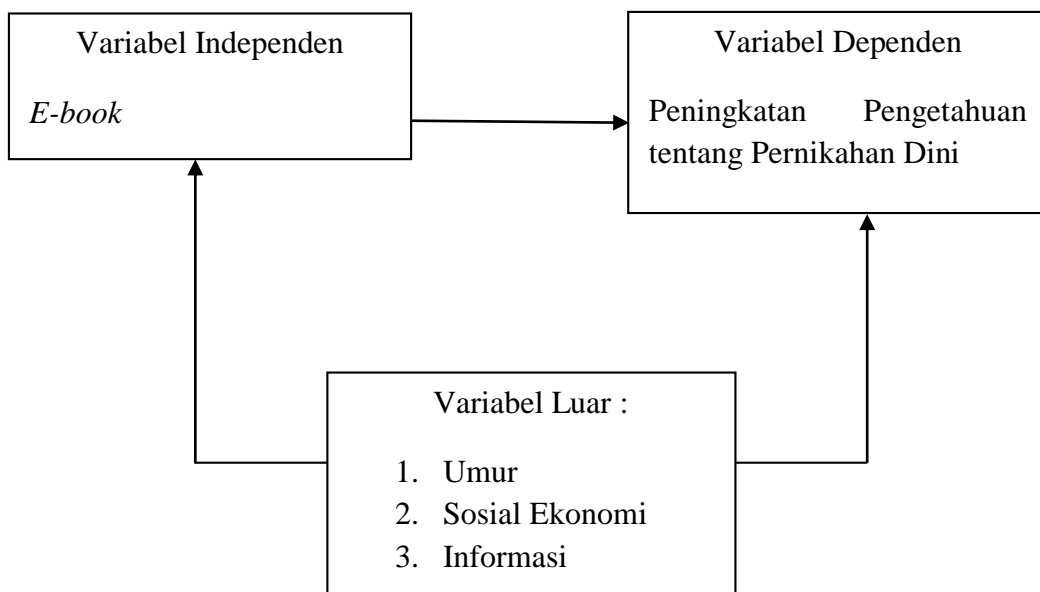 Variabel Independen
E-book
Variabel Dependen
Peningkatan Pengetahuan
tentang Pernikahan Dini
Variabel Luar :
1. Umur
2. Sosial Ekonomi
3. Informasi